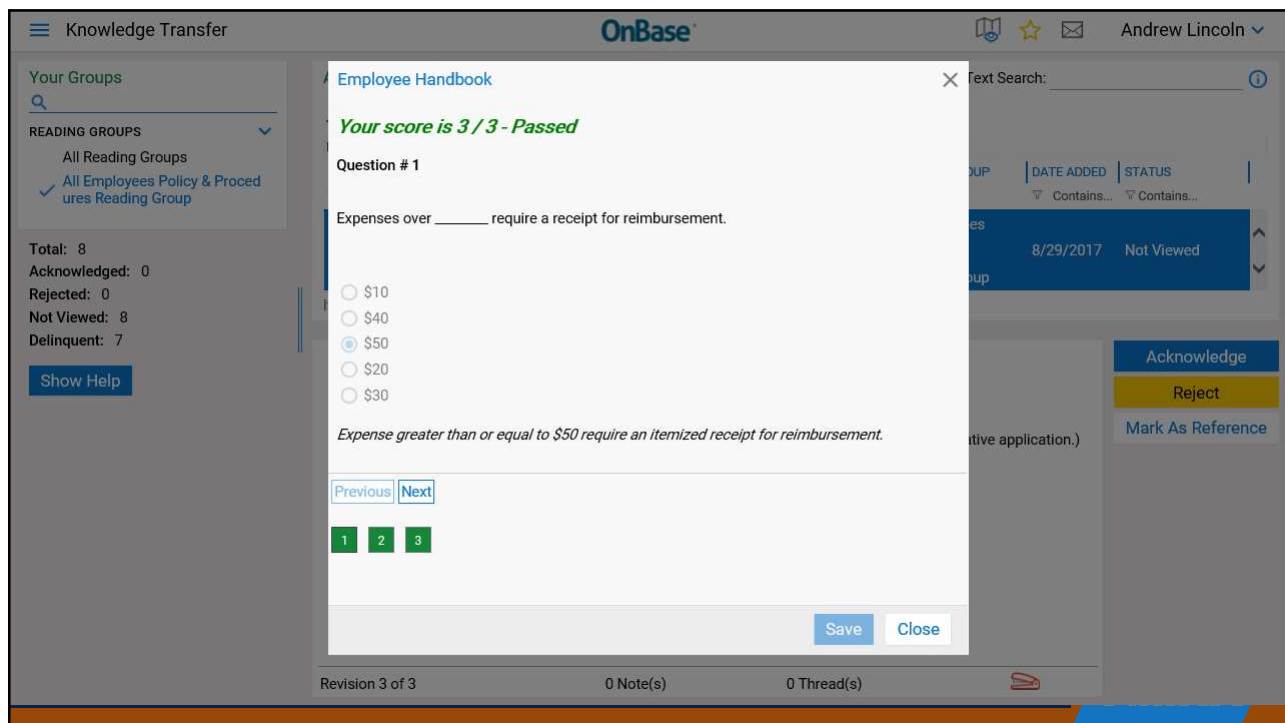 Knowledge Transfer
OnBase
Andrew Lincoln
Your Groups
READING GROUPS
All Reading Groups
All Employees Policy & Proced
ures Reading Group
Total: 8
Acknowledged: 0
Rejected: 0
Not Viewed: 8
Delinquent: 7
Show Help
Employee Handbook
Your score is 3 / 3 - Passed
Question # 1
Expenses over ______ require a receipt for reimbursement.
$10
$40
$50
$20
$30
Expense greater than or equal to $50 require an itemized receipt for reimbursement.
Previous Next
1 2 3
Save Close
Text Search:
DATE ADDED STATUS
Contains... Contains...
8/29/2017 Not Viewed
Acknowledge
Reject
Mark As Reference
application.)
Revision 3 of 3 0 Note(s) 0 Thread(s)